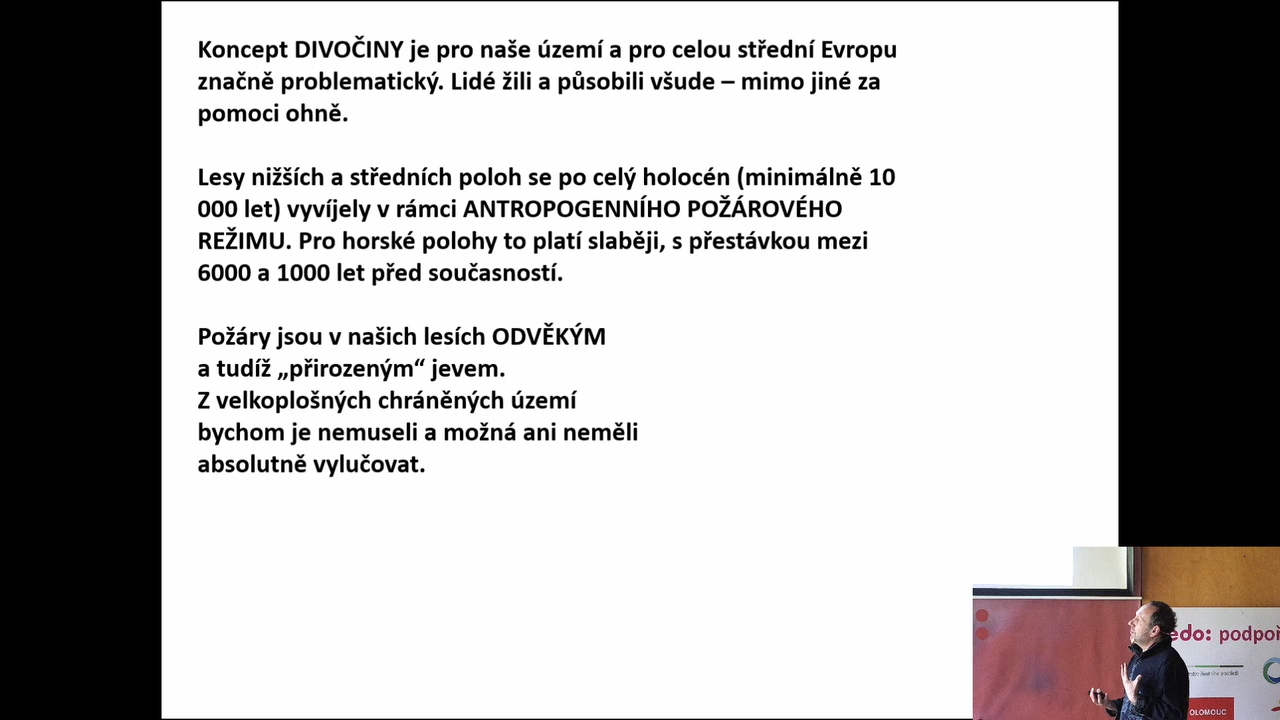 Koncept DIVOČINY je pro naše území a pro celou střední Evropu
značně problematický. Lidé žili a působili všude – mimo jiné za
pomoci ohně.
Lesy nižších a středních poloh se po celý holocén (minimálně 10
000 let) vyvíjely v rámci ANTROPOGENNÍHO POŽÁROVÉHO
REŽIMU. Pro horské polohy to platí slaběji, s přestávkou mezi
6000 a 1000 let před současností.
Požáry jsou v našich lesích ODVĚKÝM
a tudíž „přirozeným“ jevem.
Z velkoplošných chráněných území
bychom je nemuseli a možná ani neměli
absolutně vylučovat.
edo: podpoř
OLOMOUC